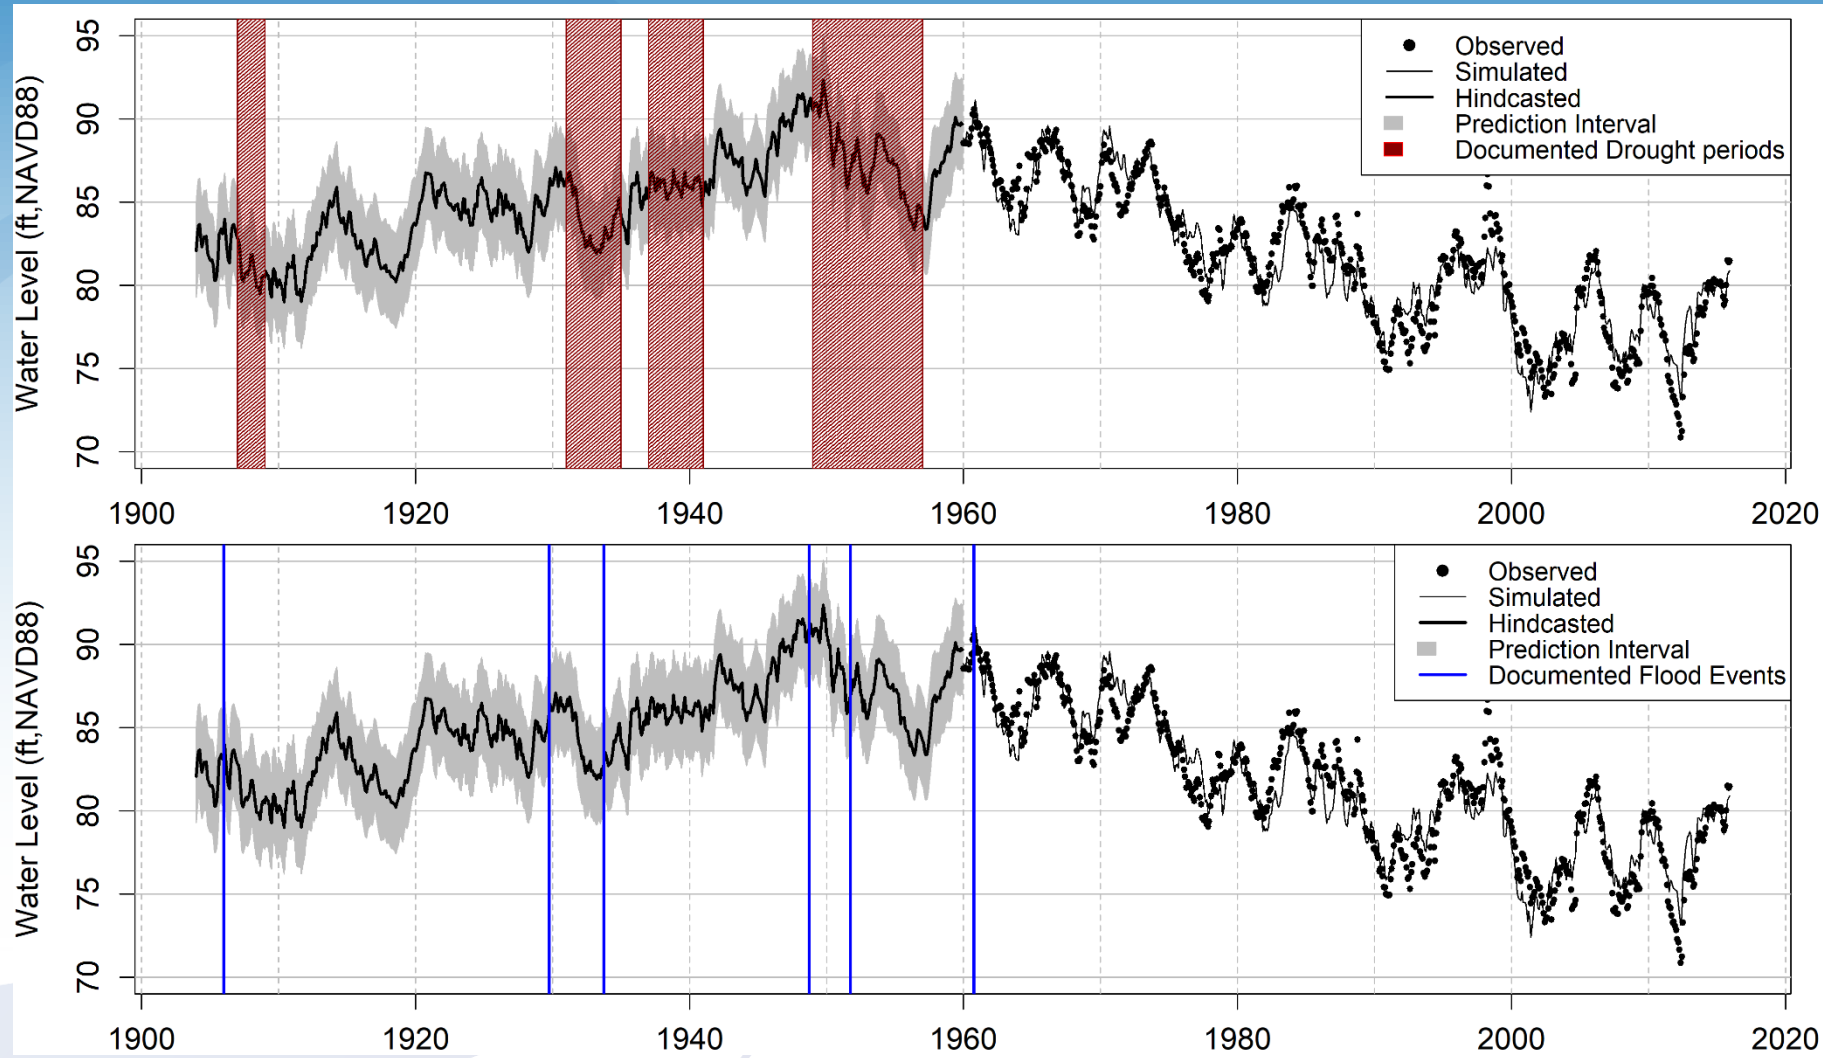 Water Level (ft,NAVD88)
95
90
85
80
75
70
Observed
Simulated
Hindcasted
Prediction Interval
Documented Drought periods
1900 1920 1940 1960 1980 2000 2020
Water Level (ft,NAVD88)
95
90
85
80
75
70
Observed
Simulated
Hindcasted
Prediction Interval
Documented Flood Events
1900 1920 1940 1960 1980 2000 2020